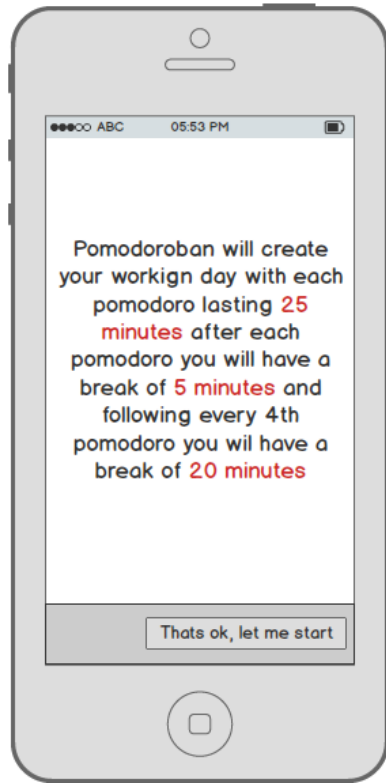 ABC 05:53 PM
Pomodoroban will create
your workign day with each
pomodoro lasting 25
minutes after each
pomodoro you will have a
break of 5 minutes and
following every 4th
pomodoro you wil have a
break of 20 minutes
Thats ok, let me start